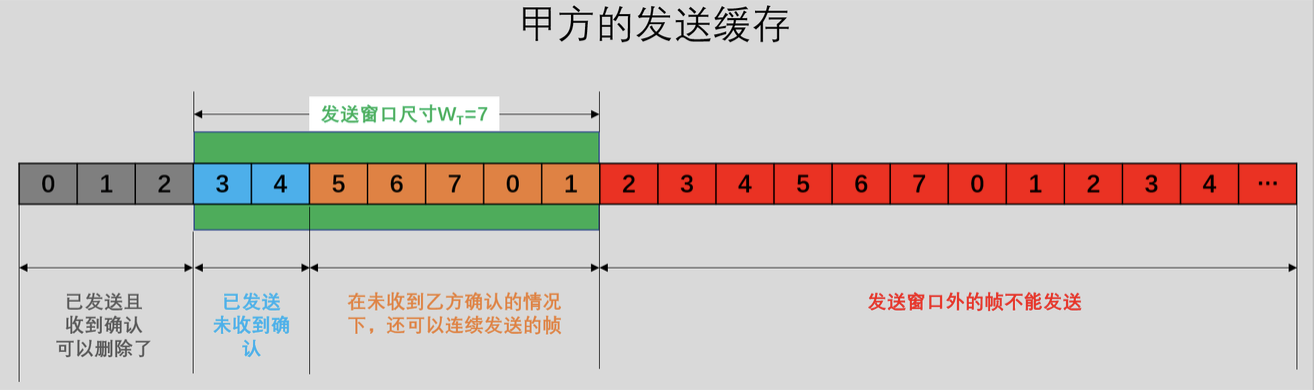 甲方的发送缓存
发送窗口尺寸WT=7
0 1 2 3 4 5 6 7 0 1 2 3 4 5 6 7 0 1 2 3 4 ...
已发送且
收到确认
可以删除了
已发送
未收到确
认
在未收到乙方确认的情况
下，还可以连续发送的帧
发送窗口外的帧不能发送